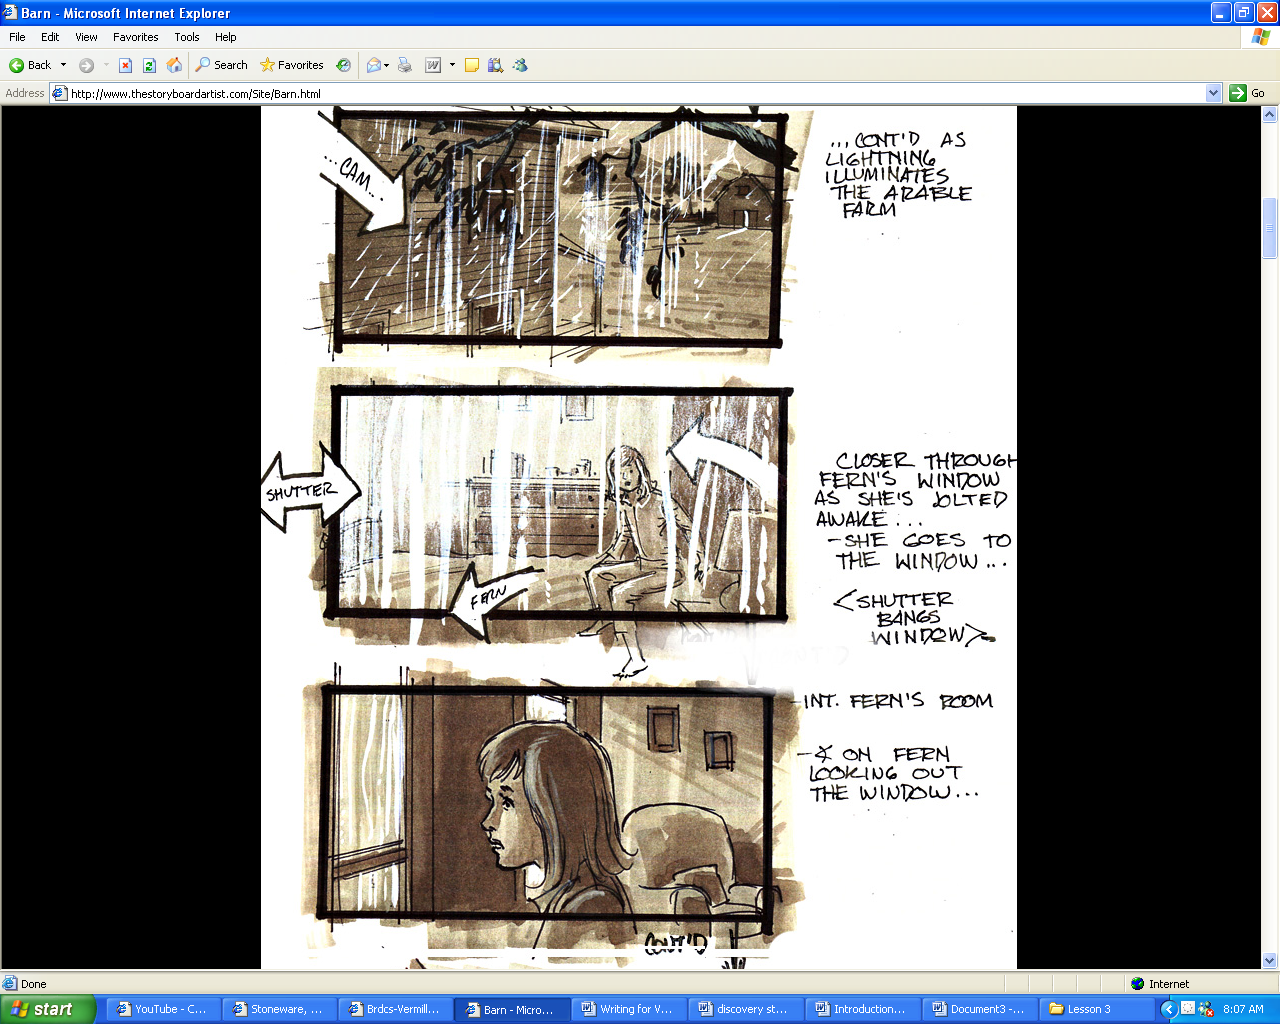 Barn - Microsoft Internet Explorer
File Edit View Favorites Tools Help
Back Search Favorites
Address http://www.thestoryboardartist.com/Site/Barn.html Go
...CAM...
...CONT'D AS
LIGHTNING
ILLUMINATES
THE ARABLE
FARM
SHUTTER
FERN
CLOSER THROUGH
FERN'S WINDOW
AS SHE'S JOLTED
AWAKE...
-SHE GOES TO
THE WINDOW...
<SHUTTER
BANGS
WINDOW>
-INT. FERN'S ROOM
-∢ ON FERN
LOOKING OUT
THE WINDOW...
CONT'D
Done Internet
start YouTube - C... Stoneware, ... Brdcs-Vermill... Barn - Micro... Writing for V... discovery st... Introduction... Document3 -... Lesson 3 8:07 AM